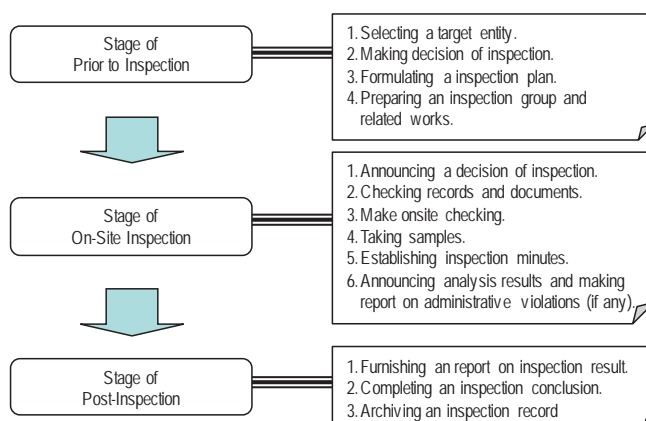 Stage of
Prior to Inspection
1. Selecting a target entity.
2. Making decision of inspection.
3. Formulating a inspection plan.
4. Preparing an inspection group and
related works.
Stage of
On-Site Inspection
1. Announcing a decision of inspection.
2. Checking records and documents.
3. Make onsite checking.
4. Taking samples.
5. Establishing inspection minutes.
6. Announcing analysis results and making
report on administrative violations (if any).
Stage of
Post-Inspection
1. Furnishing an report on inspection result.
2. Completing an inspection conclusion.
3. Archiving an inspection record